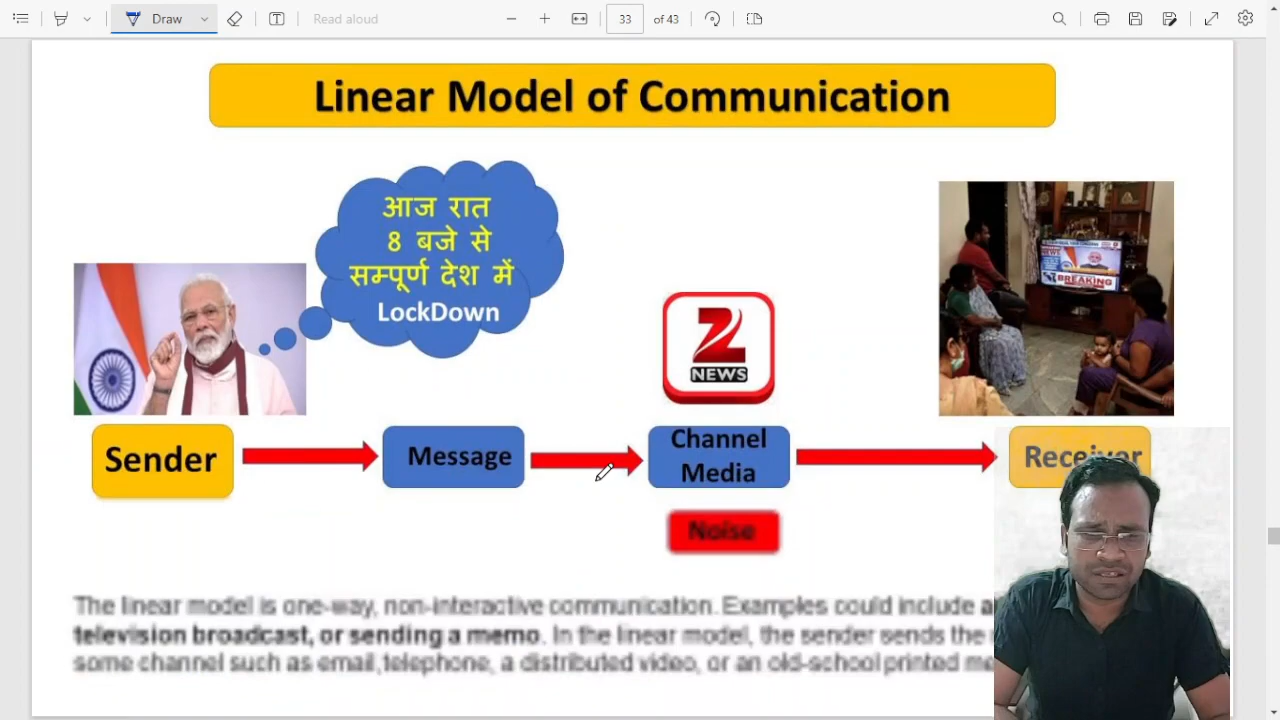 Draw
Read aloud
33
of 43
Linear Model of Communication
आज रात
8 बजे से
सम्पूर्ण देश में
LockDown
NEWS
BREAKING
Z
NEWS
Sender
Message
Channel
Media
Receiver
Noise
The linear model is one-way, non-interactive communication. Examples could include
television broadcast, or sending a memo. In the linear model, the sender sends the
some channel such as email,telephone, a distributed video, or an old-school printed